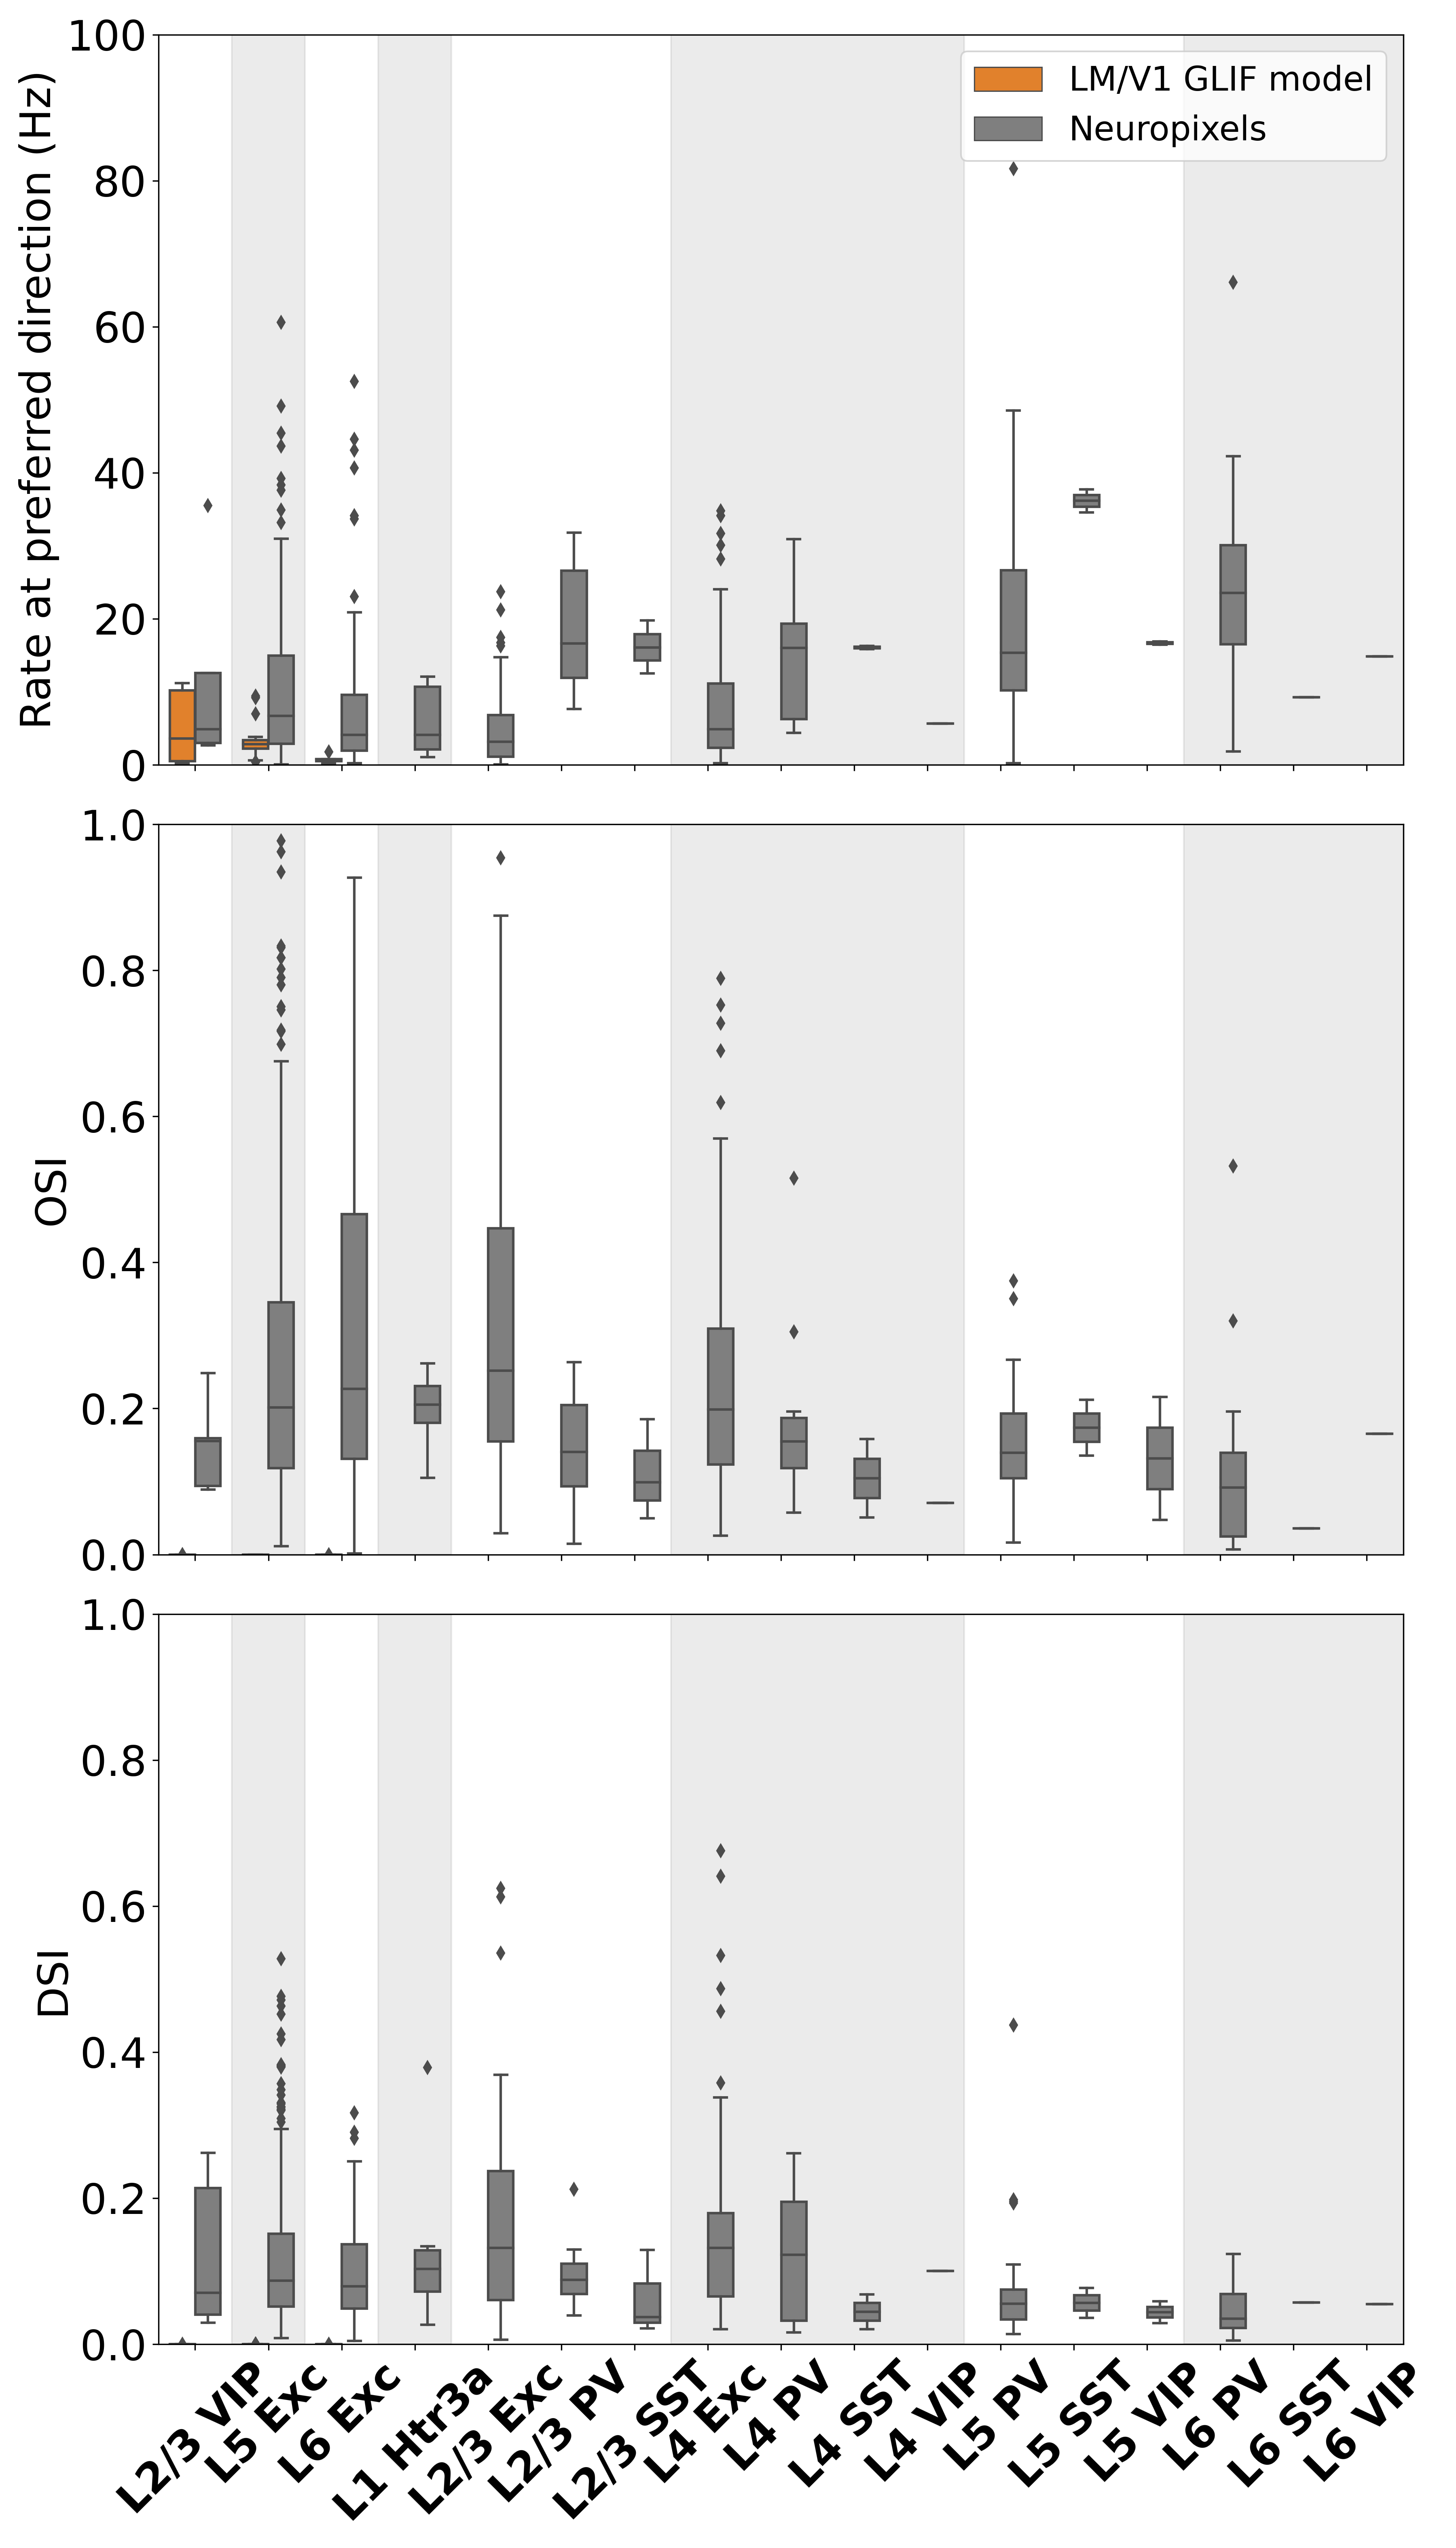 Rate at preferred direction (Hz)
100
80
60
40
20
0
LM/V1 GLIF model
Neuropixels
OSI
1.0
0.8
0.6
0.4
0.2
0.0
DSI
1.0
0.8
0.6
0.4
0.2
0.0
L2/3 VIP
L5 Exc
L6 Exc
L1 Htr3a
L2/3 Exc
L2/3 PV
L2/3 SST
L4 Exc
L4 PV
L4 SST
L4 VIP
L5 PV
L5 SST
L5 VIP
L6 PV
L6 SST
L6 VIP